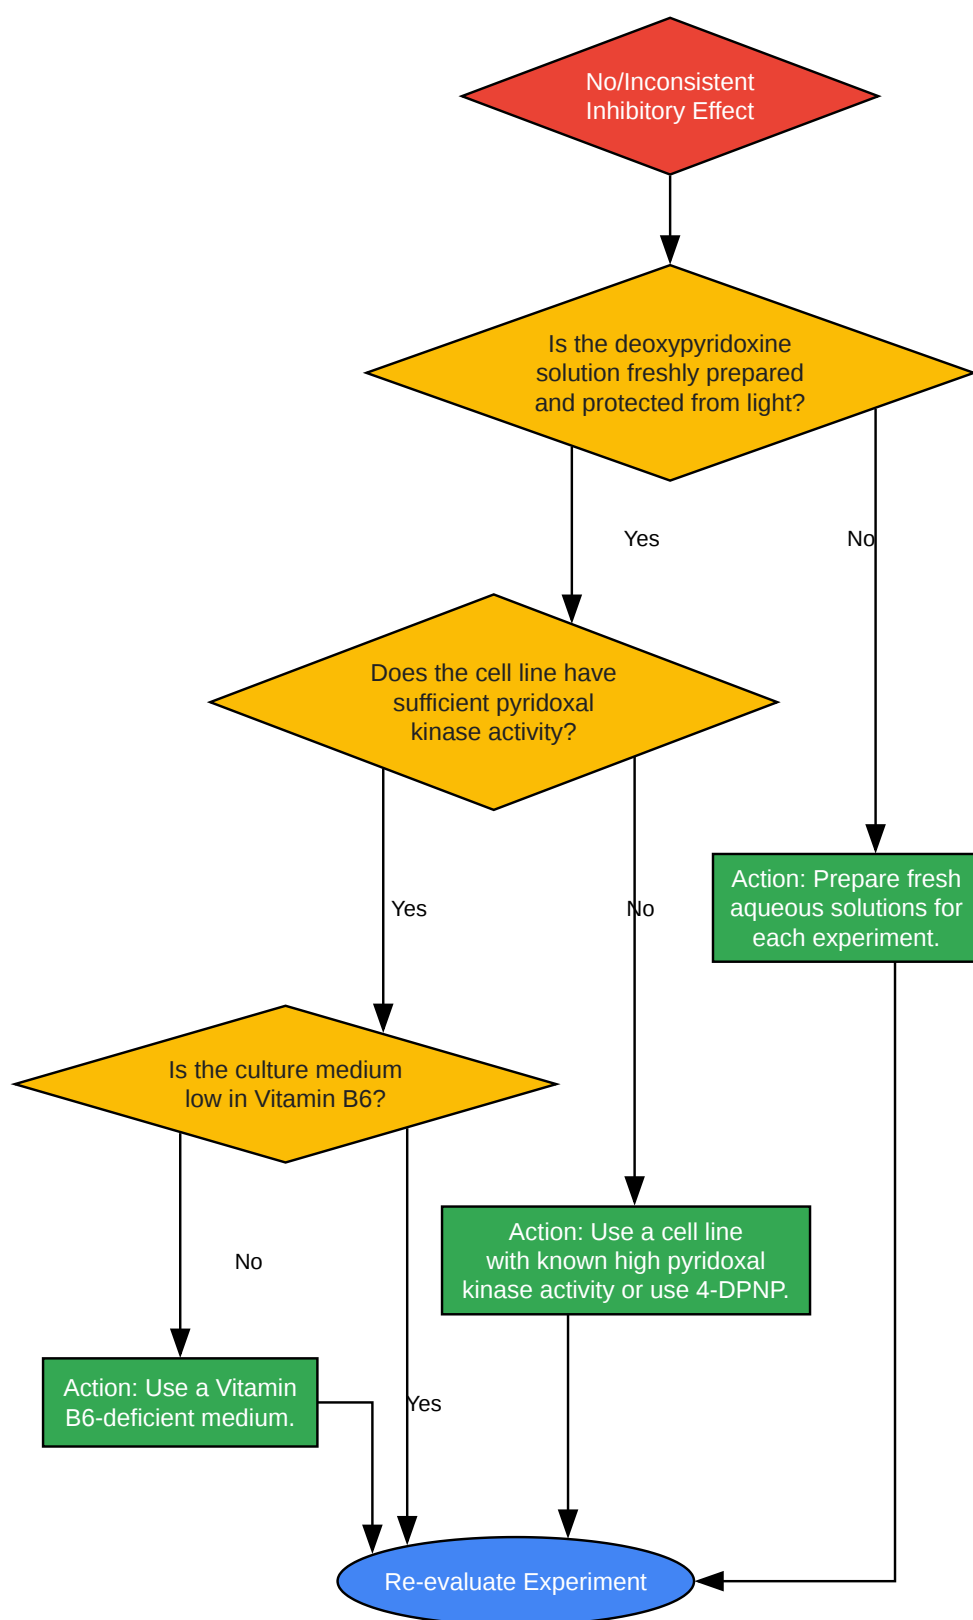 No/Inconsistent
Inhibitory Effect
Is the deoxypyridoxine
solution freshly prepared
and protected from light?
Yes
No
Does the cell line have
sufficient pyridoxal
kinase activity?
Action: Prepare fresh
aqueous solutions for
each experiment.
Yes
No
Is the culture medium
low in Vitamin B6?
Action: Use a cell line
with known high pyridoxal
kinase activity or use 4-DPNP.
No
Action: Use a Vitamin
B6-deficient medium.
Yes
Re-evaluate Experiment